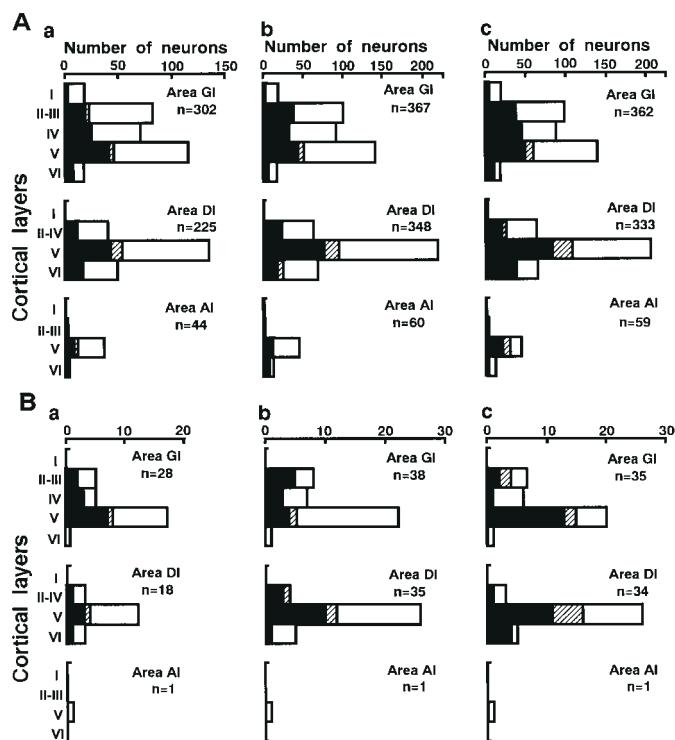 A
a b c
Number of neurons Number of neurons Number of neurons
0 50 100 150 0 50 100 150 200 0 50 100 150 200
Cortical layers
I
II-III
IV
V
VI
Area GI
n=302
Area GI
n=367
Area GI
n=362
I
II-IV
V
VI
Area DI
n=225
Area DI
n=348
Area DI
n=333
I
II-III
V
VI
Area AI
n=44
Area AI
n=60
Area AI
n=59
B
a b c
0 10 20 0 10 20 30 0 10 20 30
Cortical layers
I
II-III
IV
V
VI
Area GI
n=28
Area GI
n=38
Area GI
n=35
I
II-IV
V
VI
Area DI
n=18
Area DI
n=35
Area DI
n=34
I
II-III
V
VI
Area AI
n=1
Area AI
n=1
Area AI
n=1